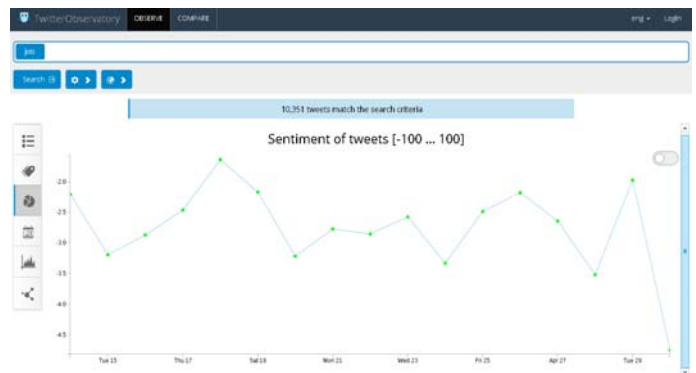 TwitterObservatory OBSERVE COMPARE eng Login
Search
10,351 tweets match the search criteria
Sentiment of tweets [-100 ... 100]
-2.0
-2.5
-3.0
-3.5
-4.0
-4.5
Tue 15 Thu 17 Sat 19 Mon 21 Wed 23 Fri 25 Apr 27 Tue 29